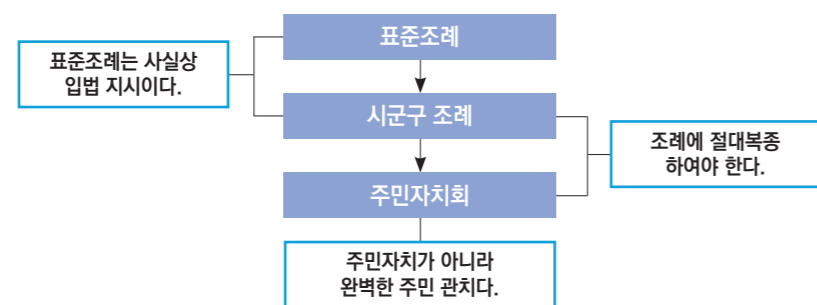 표준조례
표준조례는 사실상
입법 지시이다.
시군구 조례
조례에 절대복종
하여야 한다.
주민자치회
주민자치가 아니라
완벽한 주민 관치다.